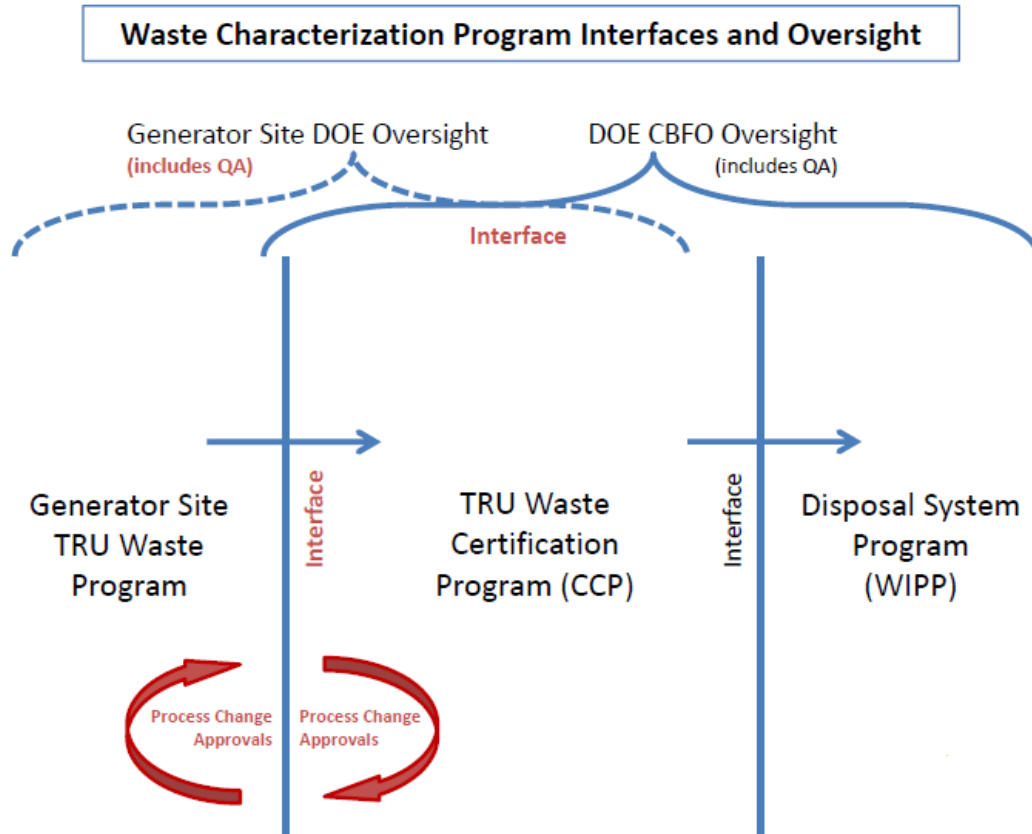 Waste Characterization Program Interfaces and Oversight
Generator Site DOE Oversight
(includes QA)
DOE CBFO Oversight
(includes QA)
Interface
Generator Site
TRU Waste
Program
Interface
TRU Waste
Certification
Program (CCP)
Interface
Disposal System
Program
(WIPP)
Process Change
Approvals
Process Change
Approvals